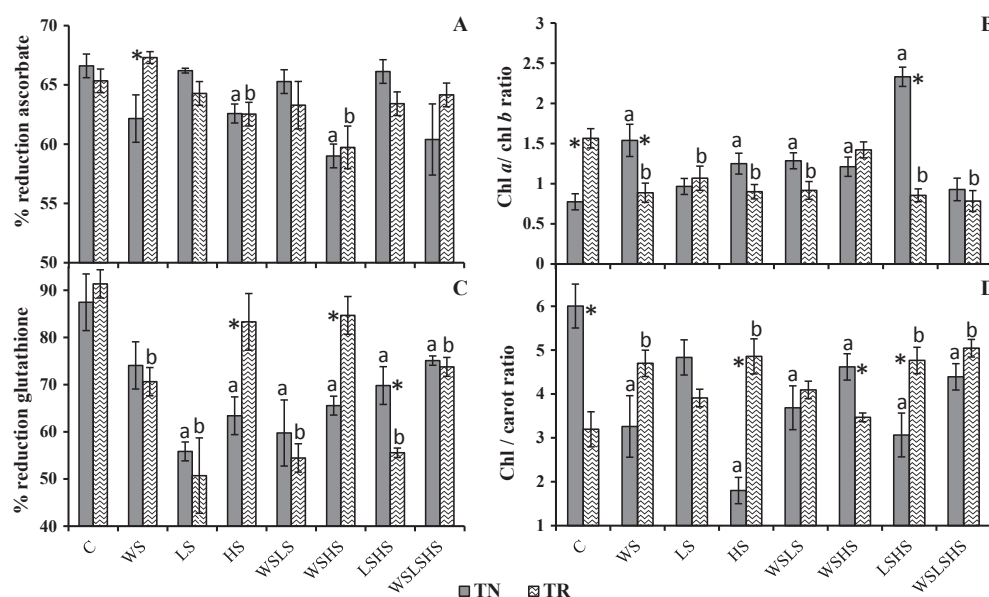 A
% reduction ascorbate
70
65
60
55
50
*
a b
a b
B
Chl a/ chl b ratio
3
2.5
2
1.5
1
0.5
0
* a * b b a b a b a a * b b
C
% reduction glutathione
90
80
70
60
50
40
b a b * a a b * a a * b a b
D
Chl / carot ratio
6
5
4
3
2
1
* a b * a b a a * * a b a b
C WS LS HS WSLS WSHS LSHS WSLSHS
C WS LS HS WSLS WSHS LSHS WSLSHS
TN TR